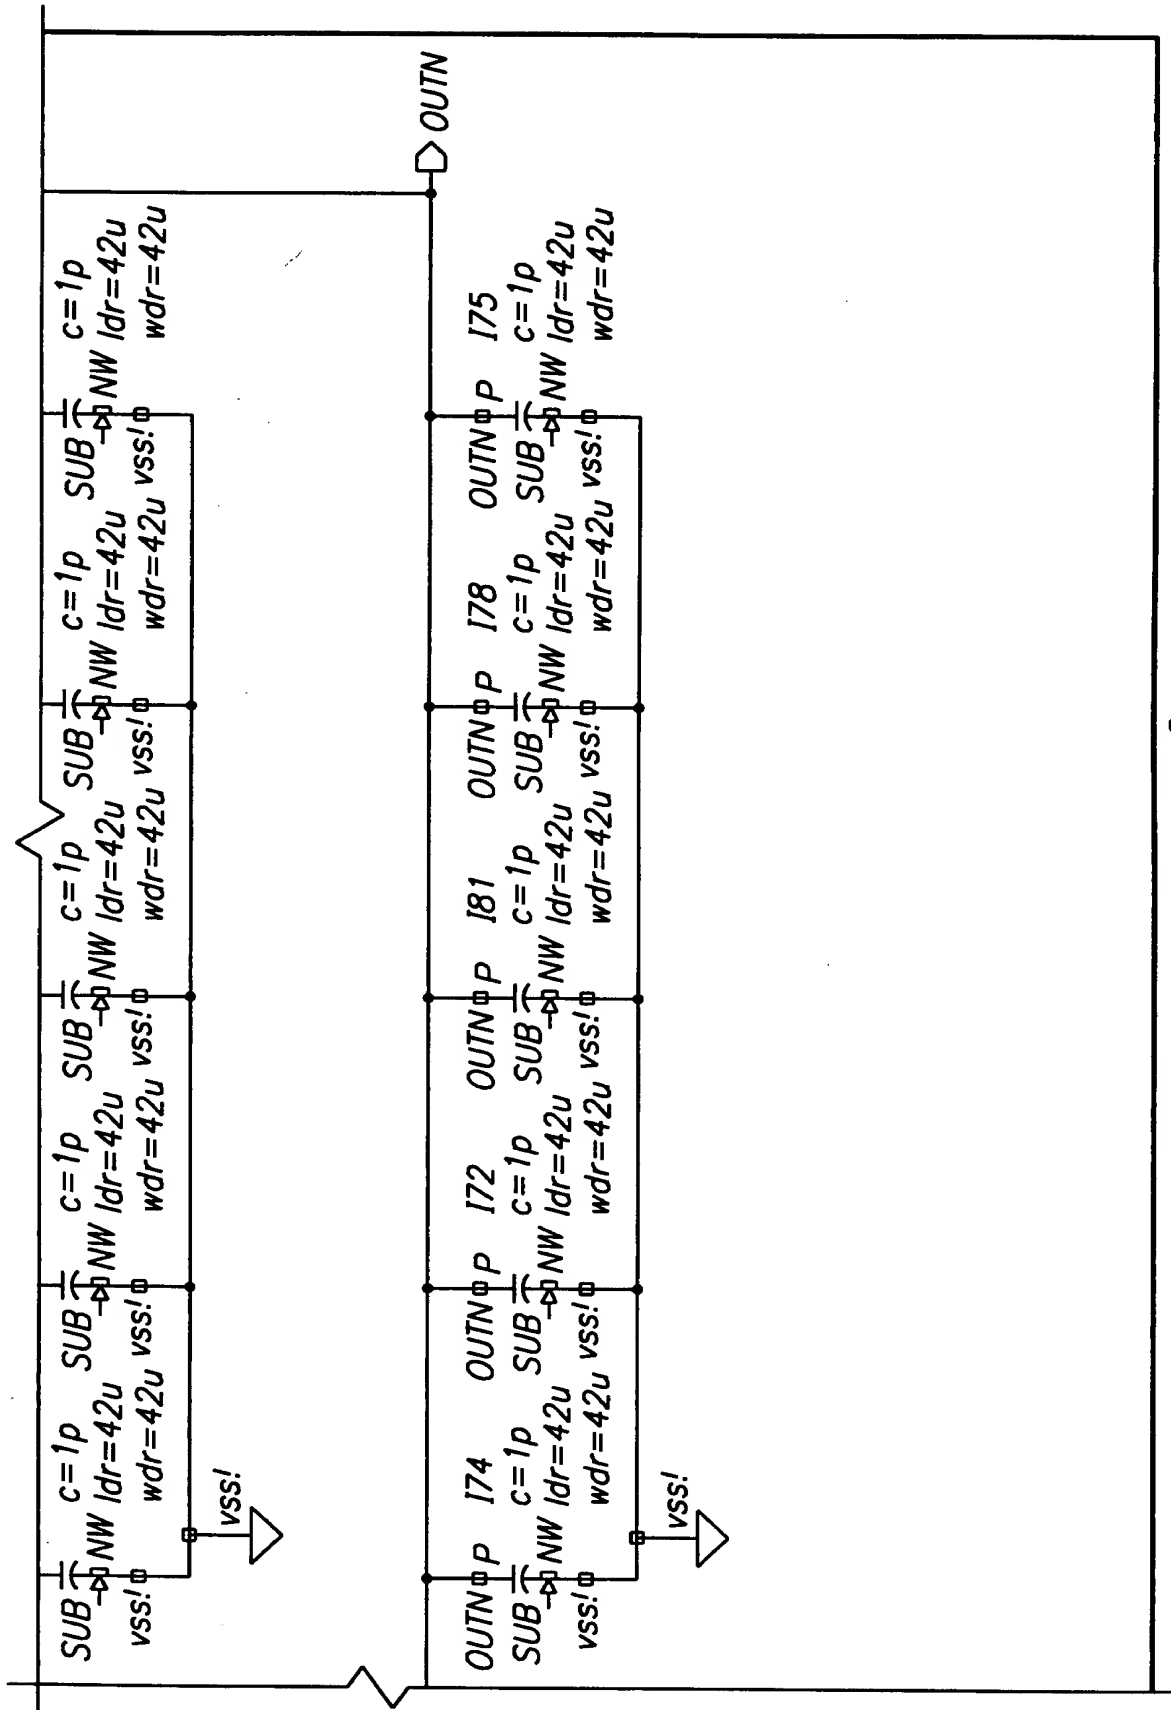 SUB c=1p SUB c=1p SUB c=1p SUB c=1p SUB c=1p
NW ldr=42u NW ldr=42u NW ldr=42u NW ldr=42u NW ldr=42u
vss! wdr=42u vss! wdr=42u vss! wdr=42u vss! wdr=42u vss! wdr=42u
vss!
OUTN
OUTN P I74 OUTN P I72 OUTN P I81 OUTN P I78 OUTN P I75
SUB c=1p SUB c=1p SUB c=1p SUB c=1p SUB c=1p
NW ldr=42u NW ldr=42u NW ldr=42u NW ldr=42u NW ldr=42u
vss! wdr=42u vss! wdr=42u vss! wdr=42u vss! wdr=42u vss! wdr=42u
vss!